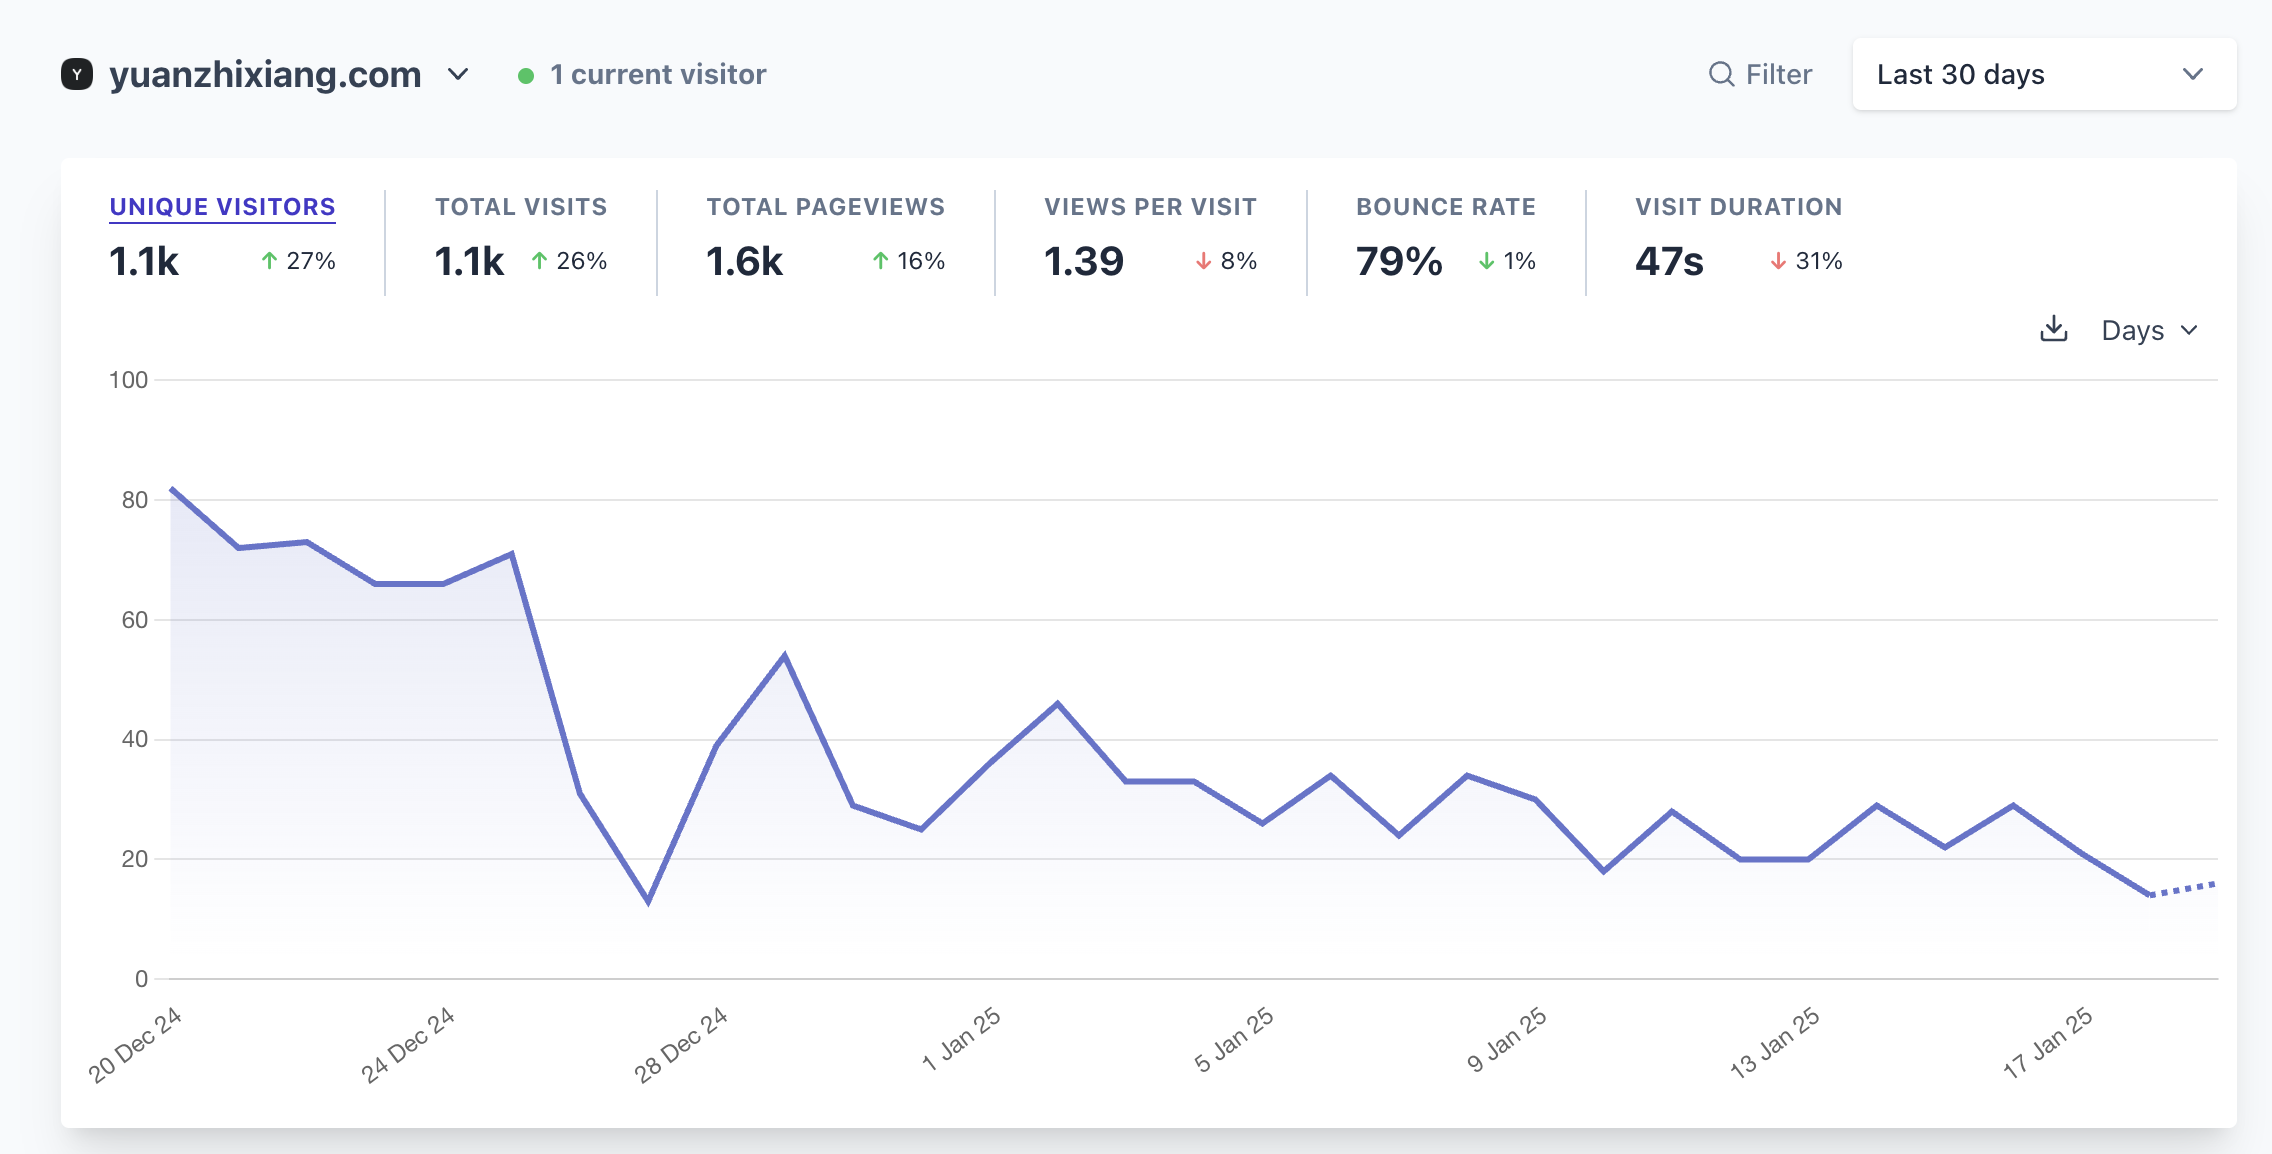 Y yuanzhixiang.com 1 current visitor Filter Last 30 days
UNIQUE VISITORS TOTAL VISITS TOTAL PAGEVIEWS VIEWS PER VISIT BOUNCE RATE VISIT DURATION
1.1k ↑ 27% 1.1k ↑ 26% 1.6k ↑ 16% 1.39 ↓ 8% 79% ↓ 1% 47s ↓ 31%
Days
100
80
60
40
20
0
20 Dec 24 24 Dec 24 28 Dec 24 1 Jan 25 5 Jan 25 9 Jan 25 13 Jan 25 17 Jan 25